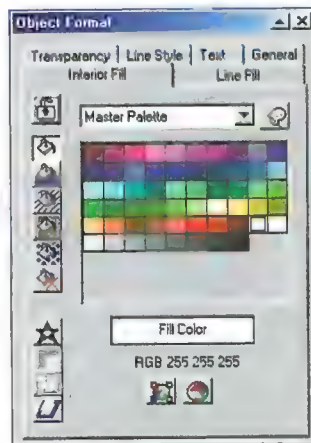 Object Format
Transparency Line Style Text General
Interior Fill Line Fill
Master Palette
Fill Color
RGB 255 255 255